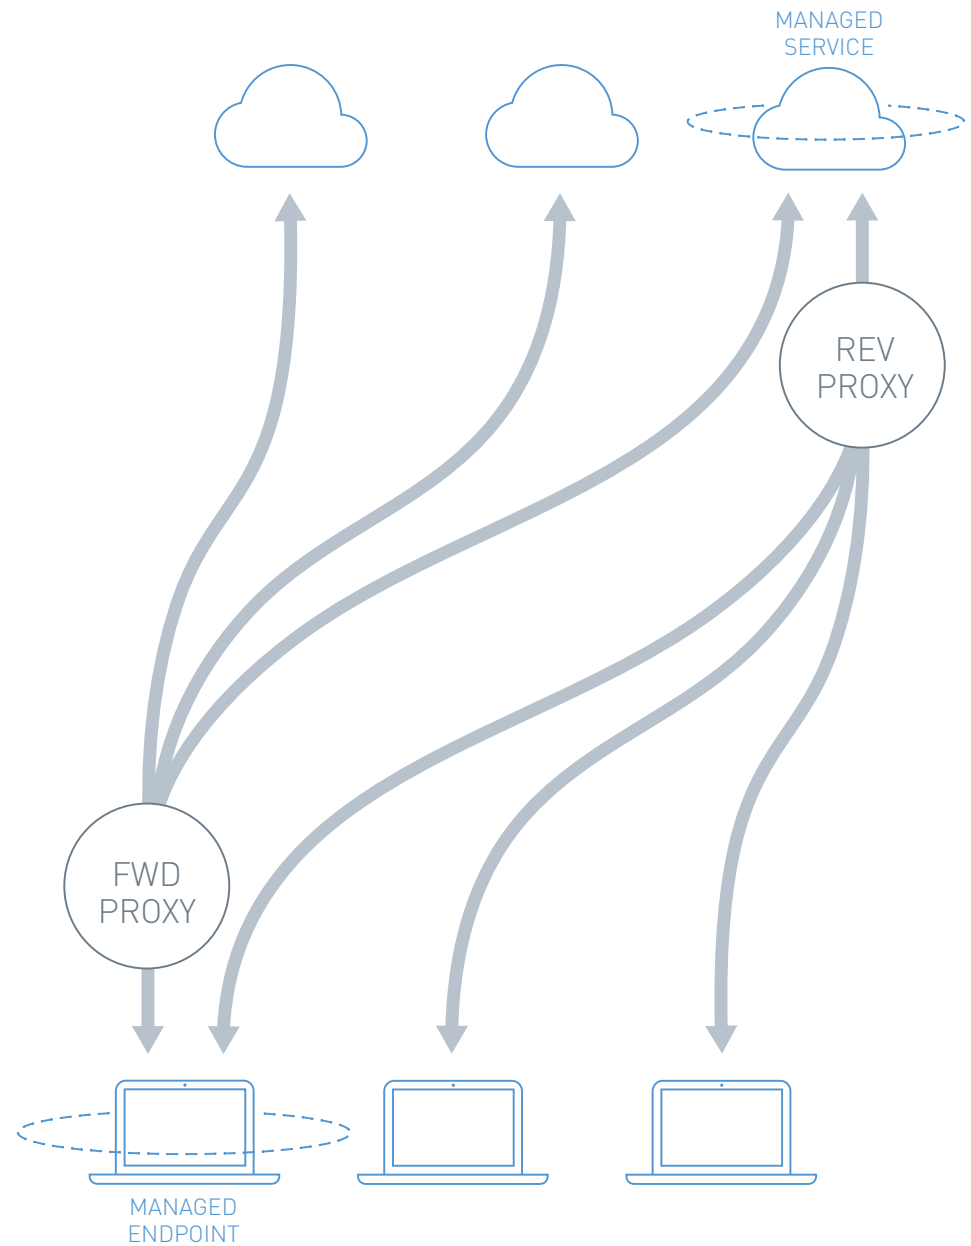 MANAGED
SERVICE
REV
PROXY
FWD
PROXY
MANAGED
ENDPOINT